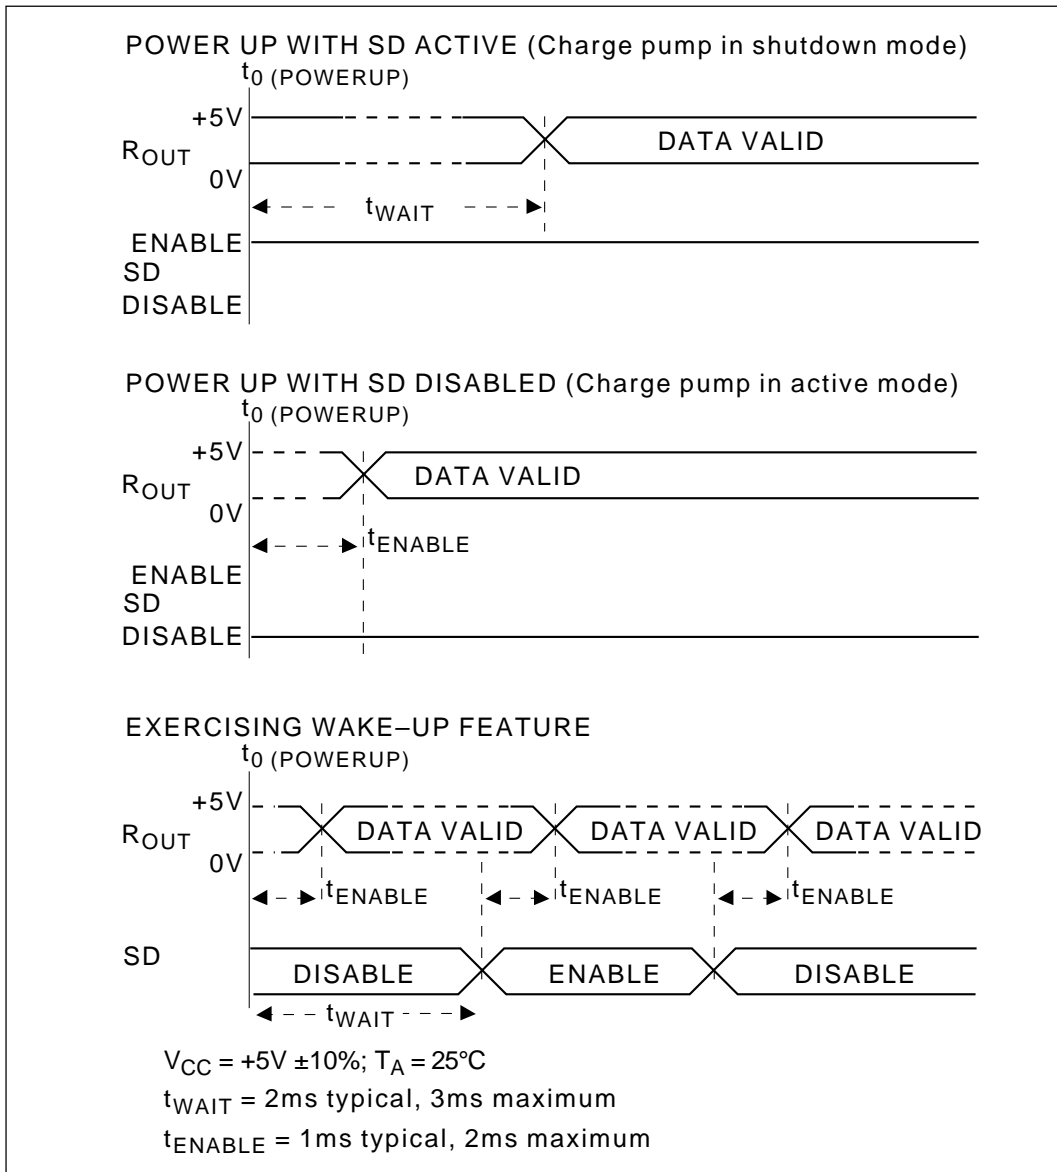 POWER UP WITH SD ACTIVE (Charge pump in shutdown mode)
t0 (POWERUP)
+5V
ROUT
DATA VALID
0V
tWAIT
ENABLE
SD
DISABLE
POWER UP WITH SD DISABLED (Charge pump in active mode)
t0 (POWERUP)
+5V
ROUT
DATA VALID
0V
tENABLE
ENABLE
SD
DISABLE
EXERCISING WAKE–UP FEATURE
t0 (POWERUP)
+5V
ROUT
DATA VALID DATA VALID DATA VALID
0V
tENABLE tENABLE tENABLE
SD
DISABLE ENABLE DISABLE
tWAIT
VCC = +5V ±10%; TA = 25°C
tWAIT = 2ms typical, 3ms maximum
tENABLE = 1ms typical, 2ms maximum